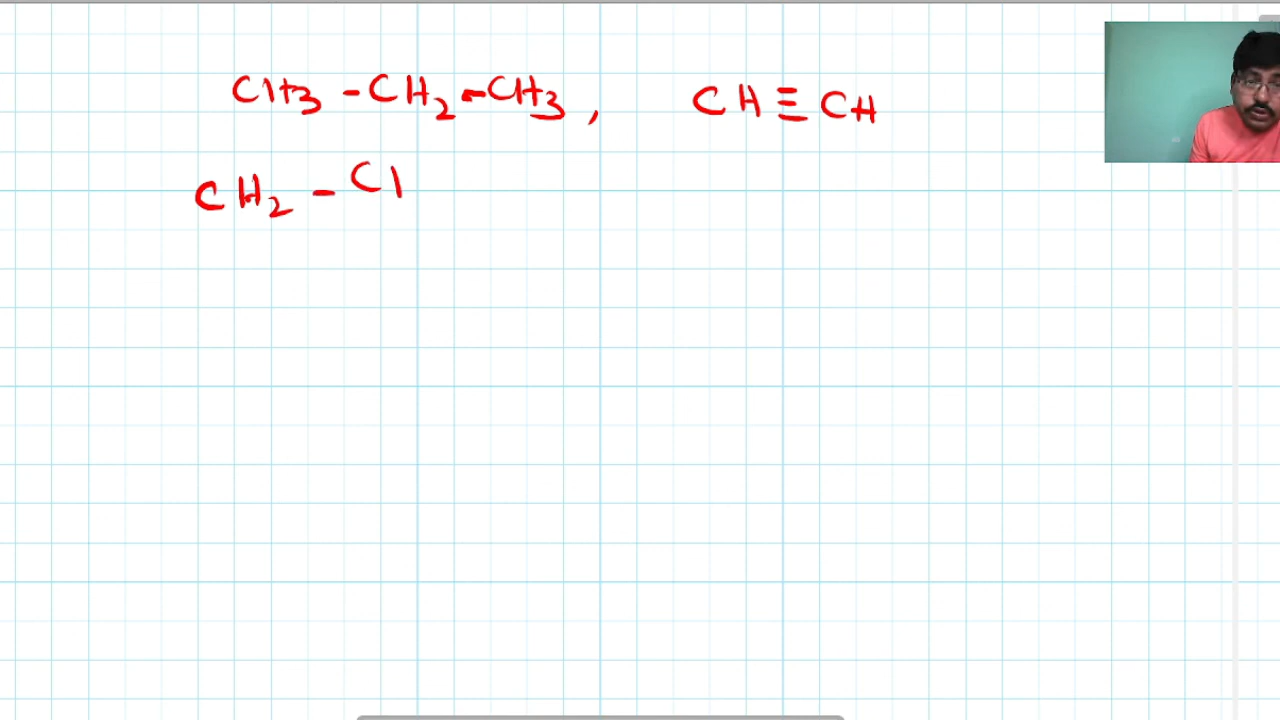 CH3 - CH2 - CH3, CH ≡ CH
CH2 - Cl